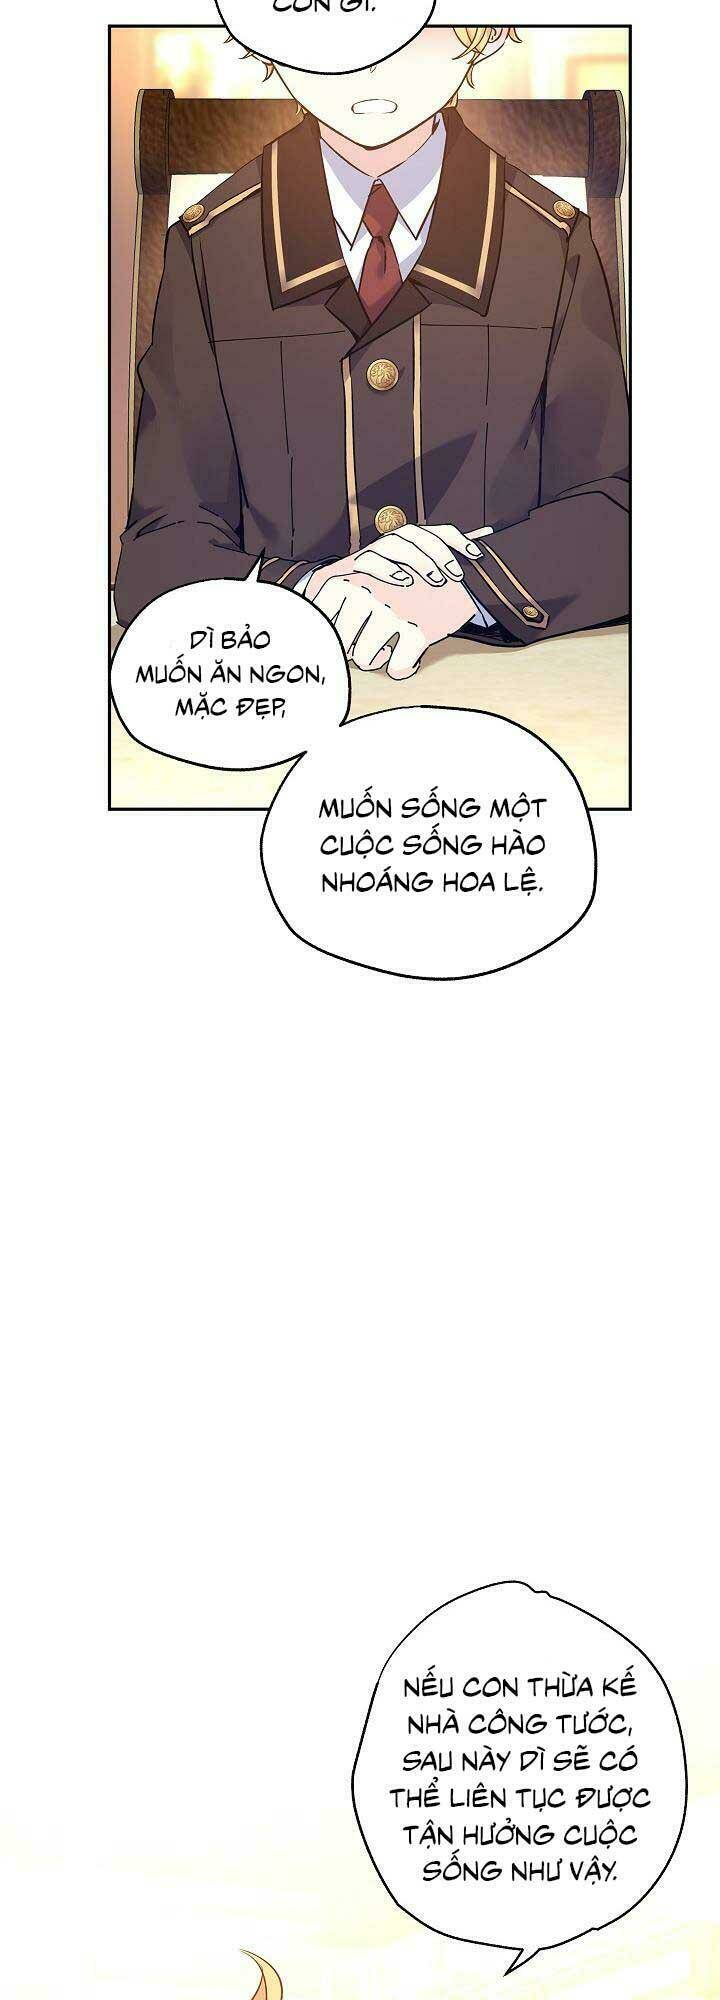 CON GÌ.
DÌ BẢO
MUỐN ĂN NGON,
MẶC ĐẸP,
MUỐN SỐNG MỘT
CUỘC SỐNG HÀO
NHOÁNG HOA LỆ.
NẾU CON THỪA KẾ
NHÀ CÔNG TƯỚC,
SAU NÀY DÌ SẼ CÓ
THỂ LIÊN TỤC ĐƯỢC
TẬN HƯỞNG CUỘC
SỐNG NHƯ VẬY.